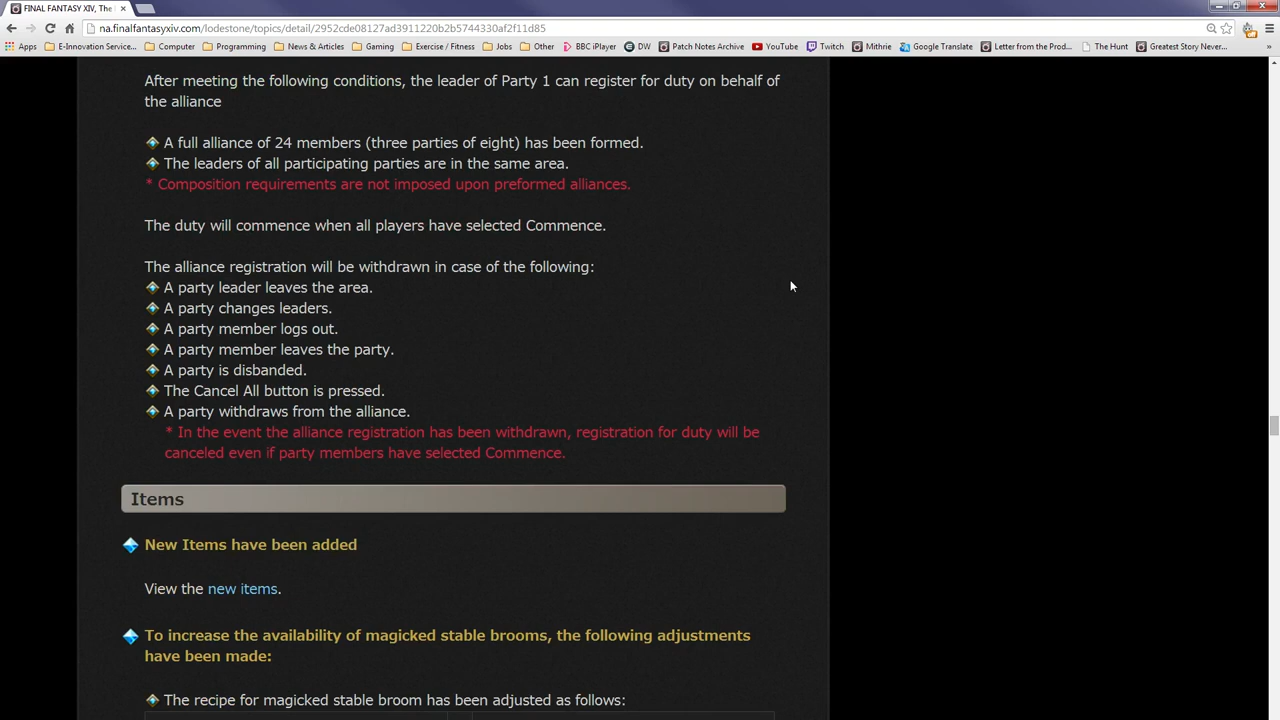 FINAL FANTASY XIV, The L
na.finalfantasyxiv.com/lodestone/topics/detail/2952cde08127ad3911220b2b5744330af2f11d85
Apps E-Innovation Service... Computer Programming News & Articles Gaming Exercise / Fitness Jobs Other BBC iPlayer DW Patch Notes Archive YouTube Twitch Mithrie Google Translate Letter from the Prod... The Hunt Greatest Story Never...
After meeting the following conditions, the leader of Party 1 can register for duty on behalf of
the alliance
A full alliance of 24 members (three parties of eight) has been formed.
The leaders of all participating parties are in the same area.
* Composition requirements are not imposed upon preformed alliances.
The duty will commence when all players have selected Commence.
The alliance registration will be withdrawn in case of the following:
A party leader leaves the area.
A party changes leaders.
A party member logs out.
A party member leaves the party.
A party is disbanded.
The Cancel All button is pressed.
A party withdraws from the alliance.
* In the event the alliance registration has been withdrawn, registration for duty will be
canceled even if party members have selected Commence.
Items
New Items have been added
View the new items.
To increase the availability of magicked stable brooms, the following adjustments
have been made:
The recipe for magicked stable broom has been adjusted as follows: